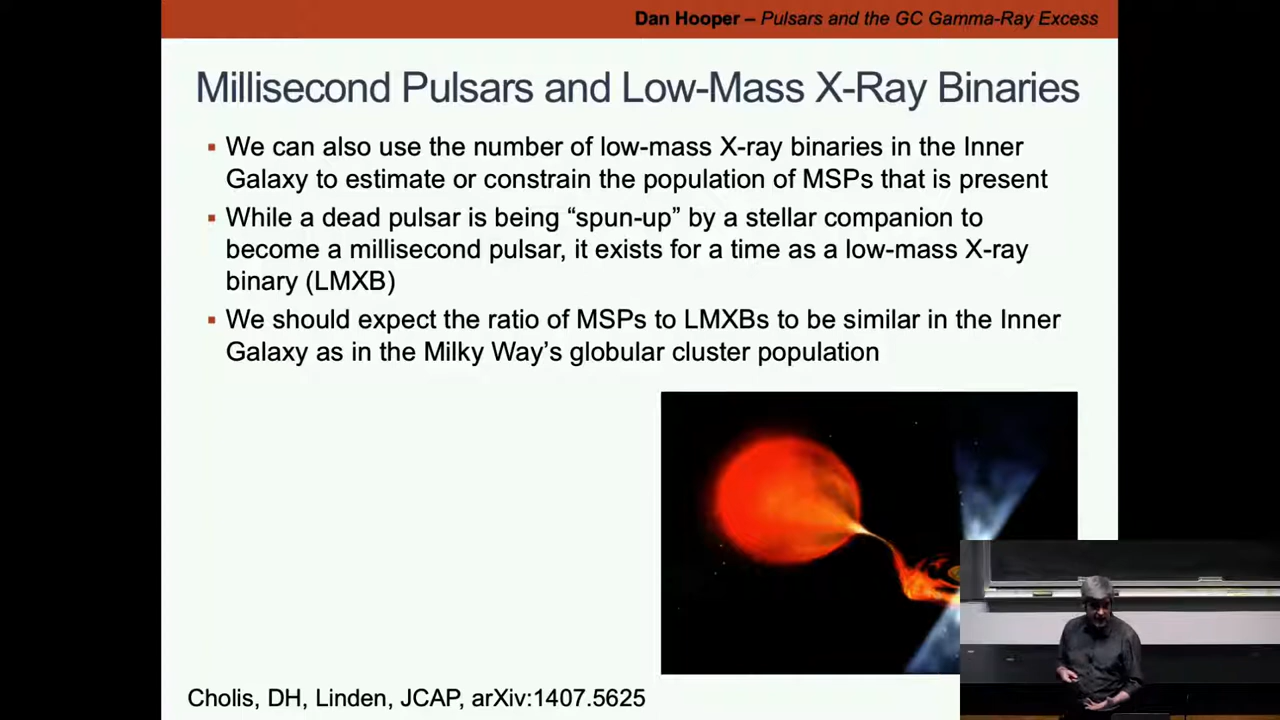 Dan Hooper – Pulsars and the GC Gamma-Ray Excess
Millisecond Pulsars and Low-Mass X-Ray Binaries
▪ We can also use the number of low-mass X-ray binaries in the Inner
Galaxy to estimate or constrain the population of MSPs that is present
▪ While a dead pulsar is being “spun-up” by a stellar companion to
become a millisecond pulsar, it exists for a time as a low-mass X-ray
binary (LMXB)
▪ We should expect the ratio of MSPs to LMXBs to be similar in the Inner
Galaxy as in the Milky Way’s globular cluster population
Cholis, DH, Linden, JCAP, arXiv:1407.5625